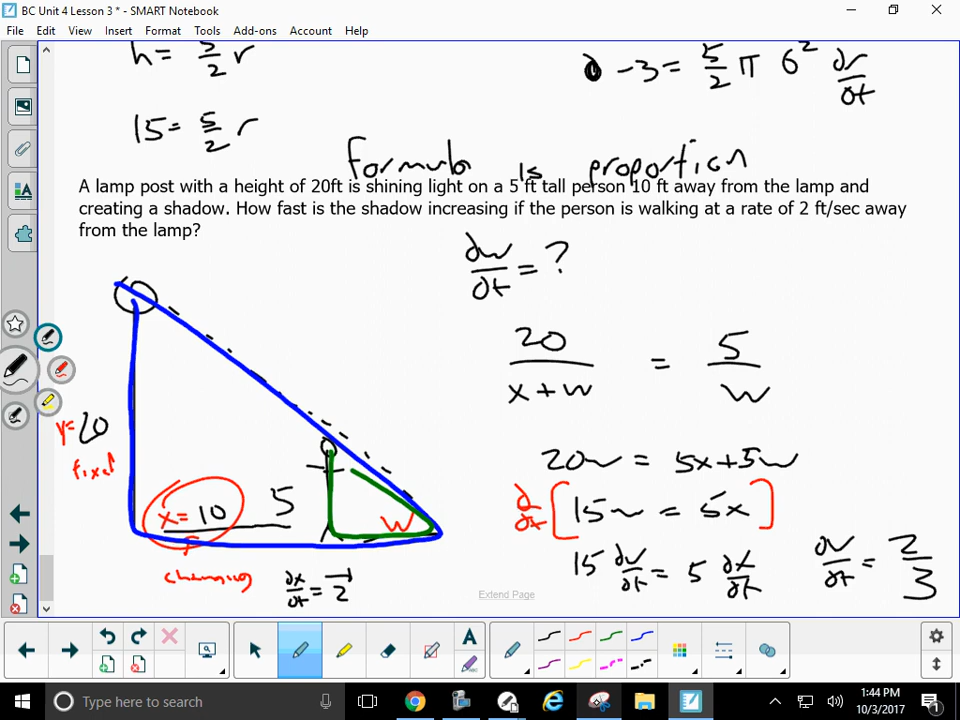 BC Unit 4 Lesson 3 * - SMART Notebook
File Edit View Insert Format Tools Add-ons Account Help
h = 5/2 r
-3 = 5/2 π 6² dr/dt
15 = 5/2 r
formula is proportion
A lamp post with a height of 20ft is shining light on a 5 ft tall person 10 ft away from the lamp and
creating a shadow. How fast is the shadow increasing if the person is walking at a rate of 2 ft/sec away
from the lamp?
dw/dt = ?
20/(x+w) = 5/w
y= 20
fixed
20w = 5x+5w
x= 10
5
w
d/dx [15w = 5x]
changing
dx/dt = 2
15 dw/dt = 5 dx/dt
dw/dt = 2/3
Extend Page
A
Type here to search
1:44 PM
10/3/2017
1